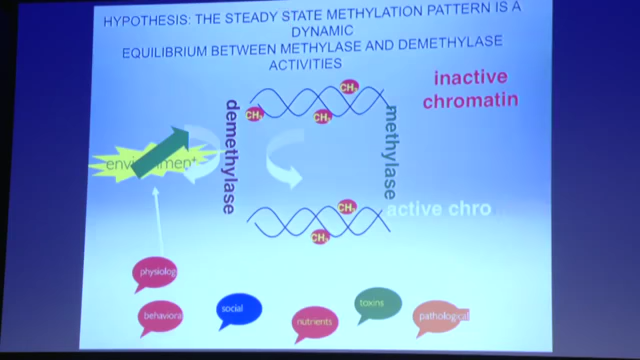 HYPOTHESIS: THE STEADY STATE METHYLATION PATTERN IS A
DYNAMIC
EQUILIBRIUM BETWEEN METHYLASE AND DEMETHYLASE
ACTIVITIES
inactive
chromatin
demethylase
methylase
CH3
CH3
CH3
active chro
CH3
CH3
physiolog
behaviora
social
nutrients
toxins
pathological